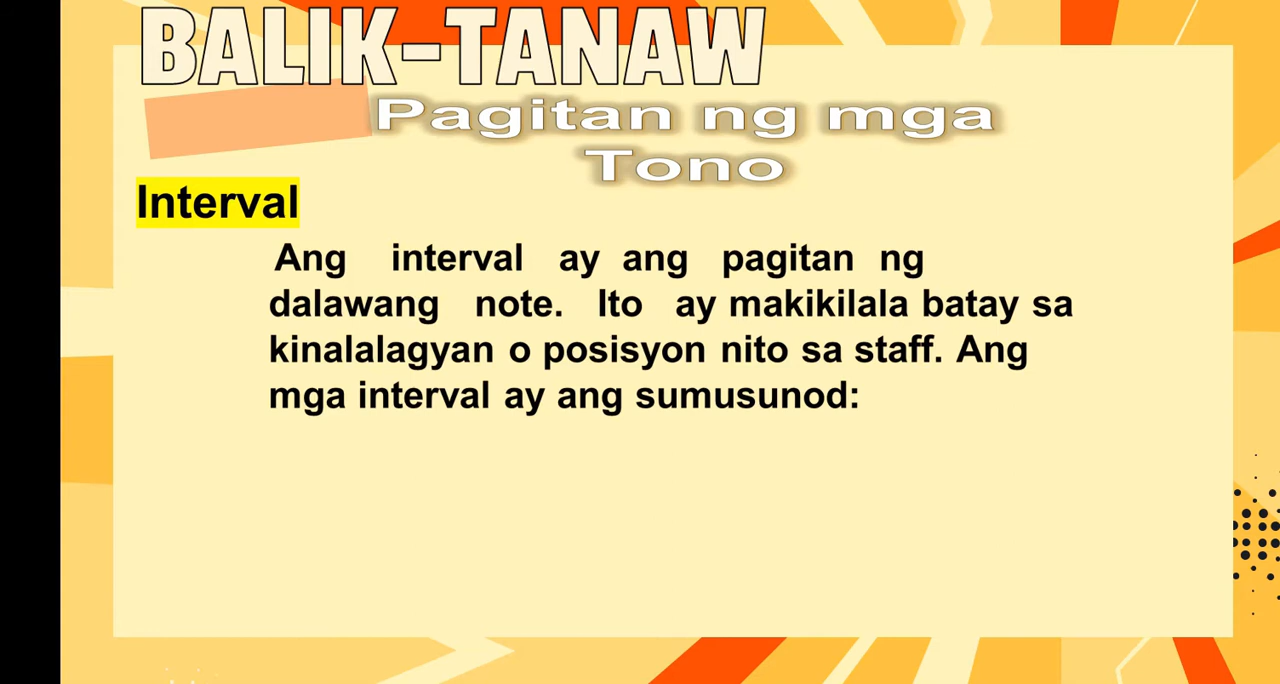 BALIK-TANAW
Pagitan ng mga
Tono
Interval
Ang interval ay ang pagitan ng
dalawang note. Ito ay makikilala batay sa
kinalalagyan o posisyon nito sa staff. Ang
mga interval ay ang sumusunod: